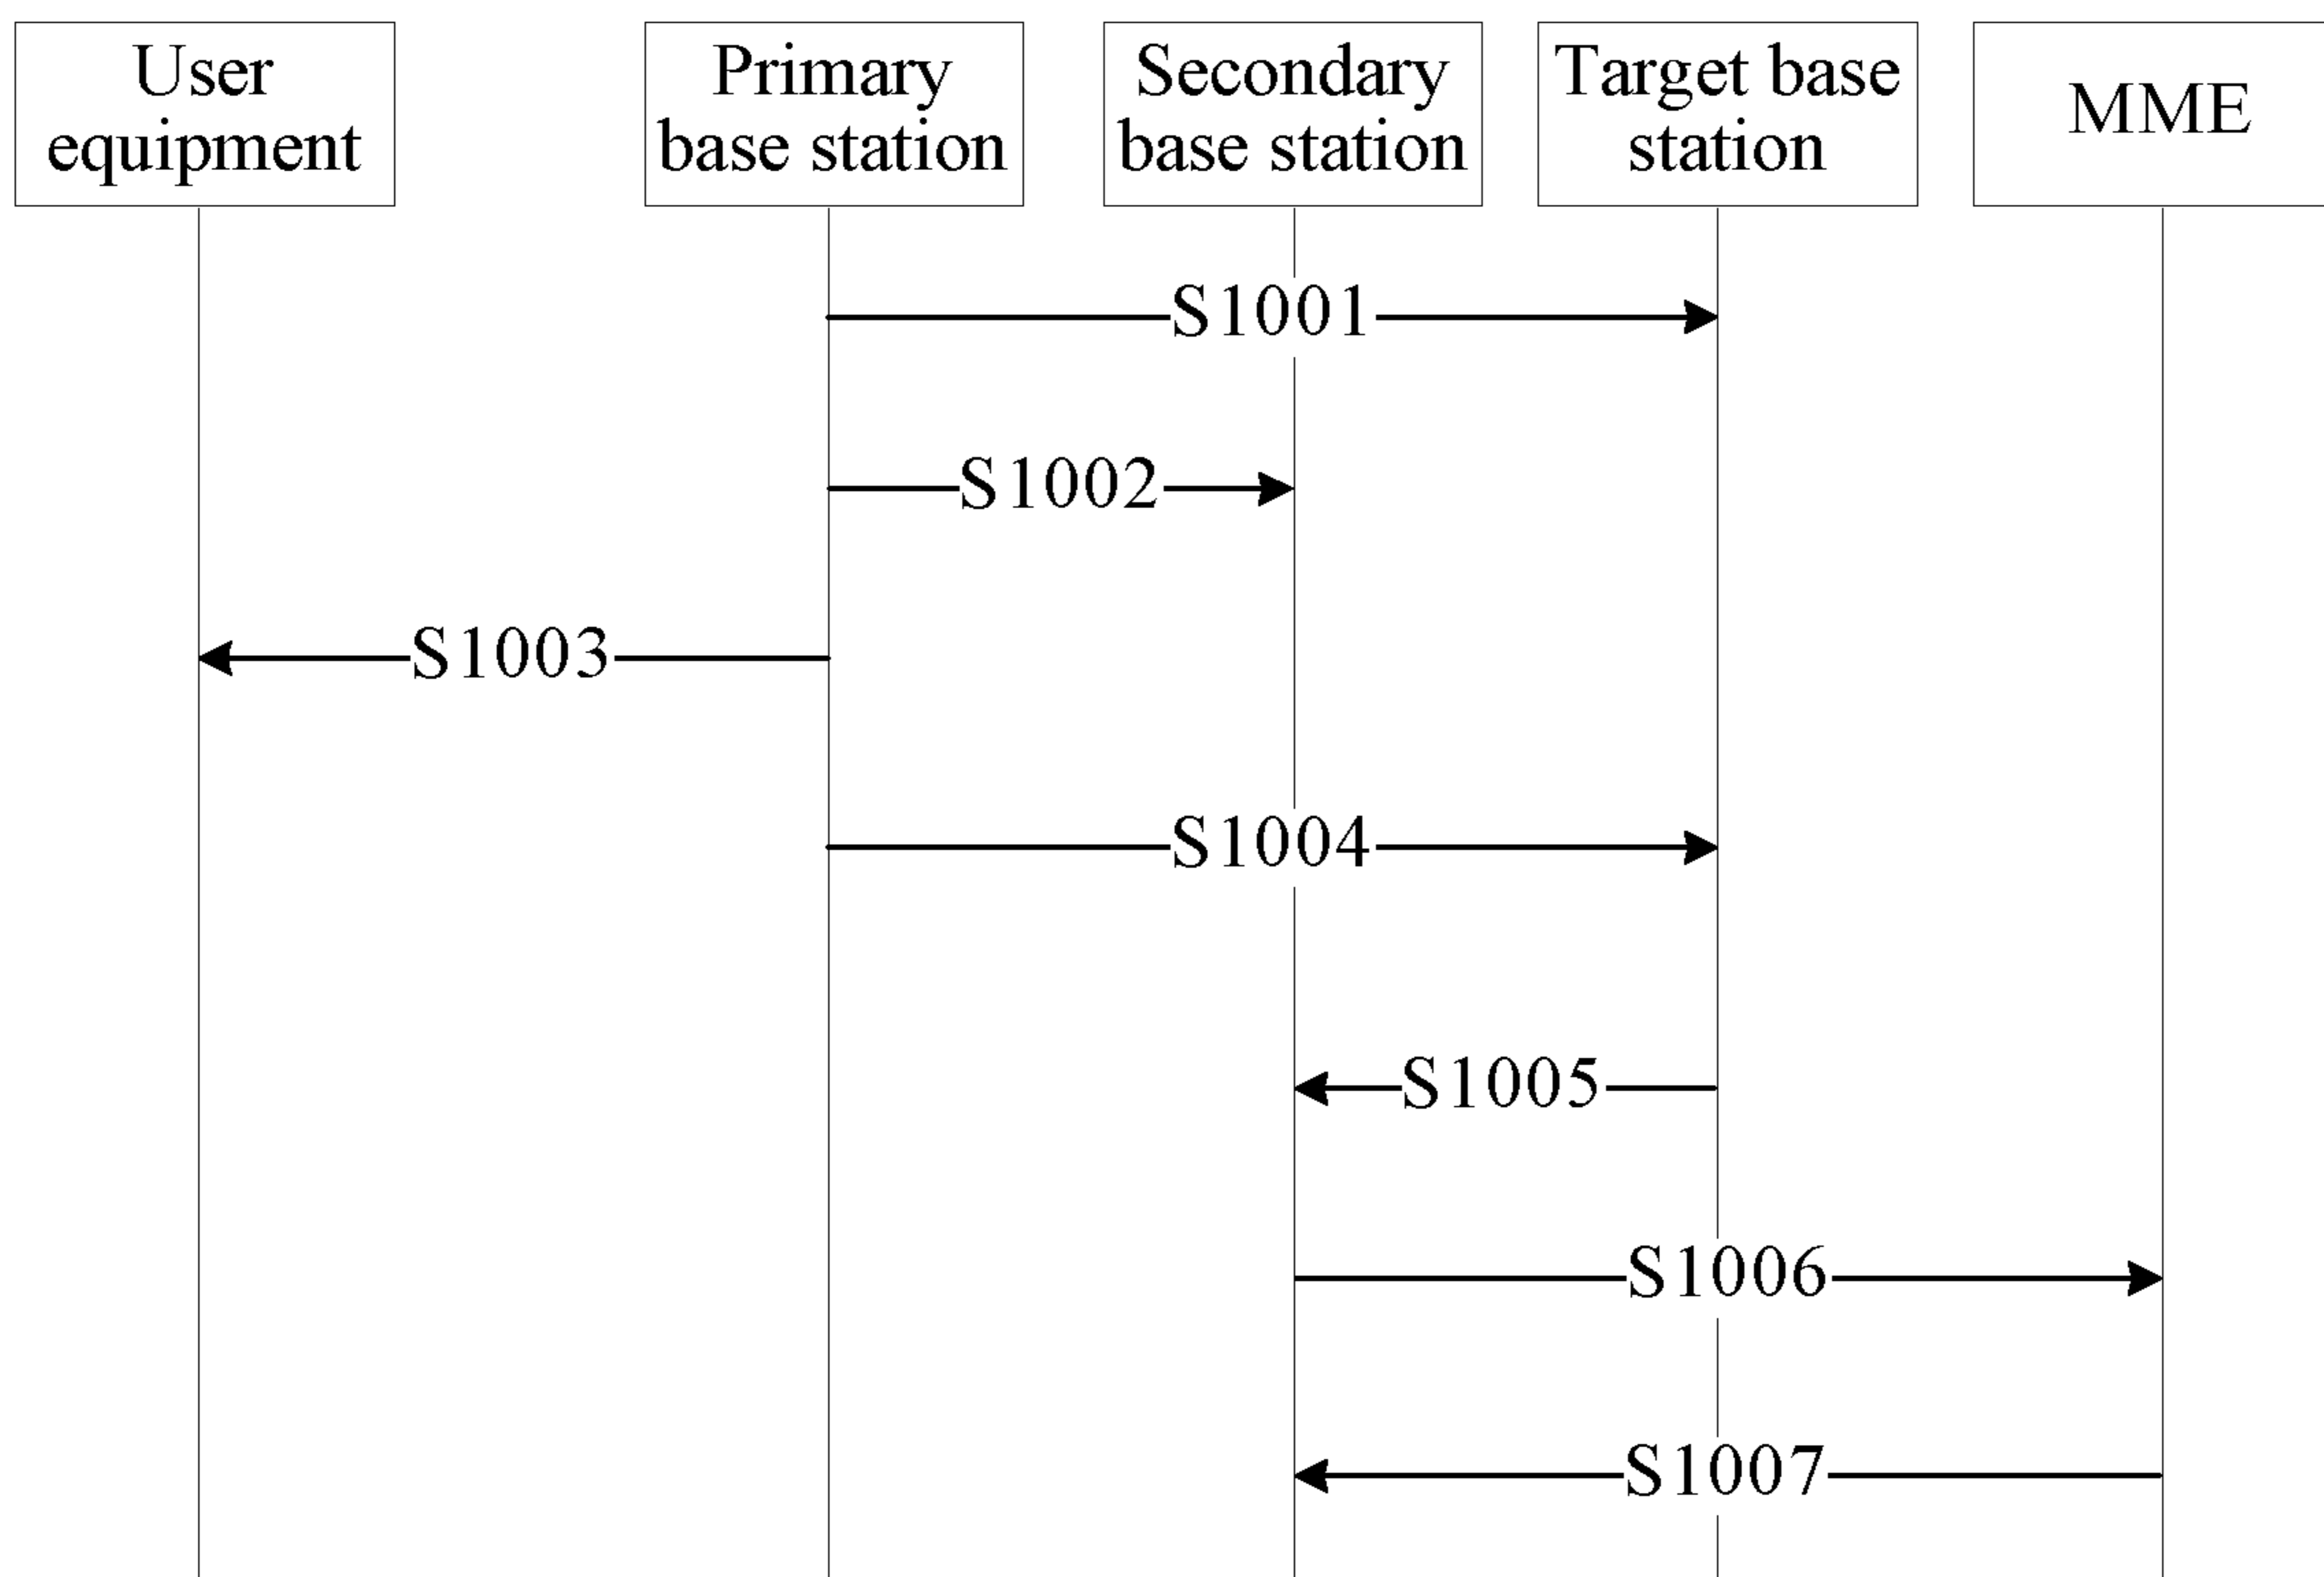 User
equipment
Primary
base station
Secondary
base station
Target base
station
MME
S1001
S1002
S1003
S1004
S1005
S1006
S1007